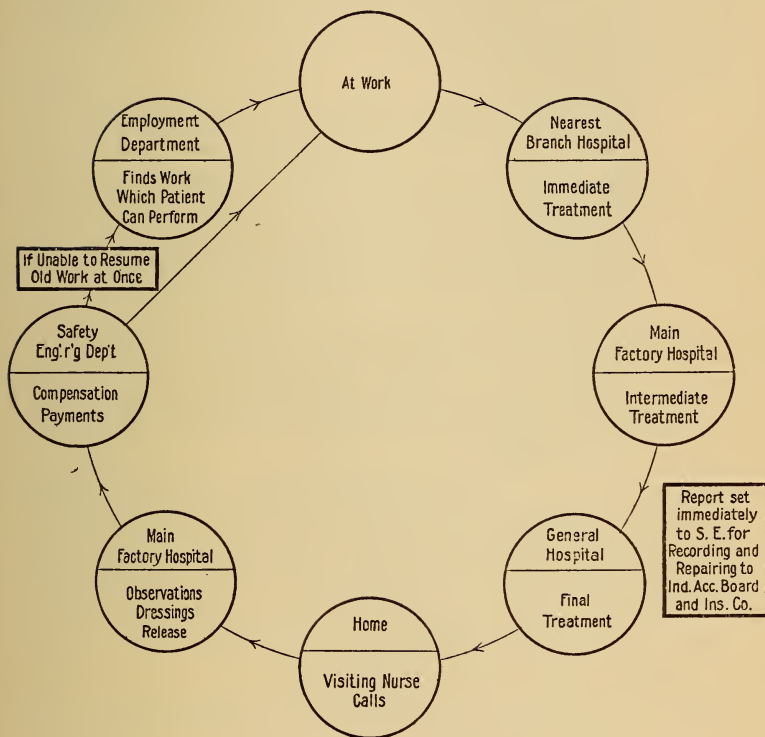 At Work
Nearest
Branch Hospital
Immediate
Treatment
Main
Factory Hospital
Intermediate
Treatment
Report set
immediately
to S. E. for
Recording and
Repairing to
Ind. Acc. Board
and Ins. Co.
General
Hospital
Final
Treatment
Home
Visiting Nurse
Calls
Main
Factory Hospital
Observations
Dressings
Release
Safety
Eng'r'g Dep't
Compensation
Payments
If Unable to Resume
Old Work at Once
Employment
Department
Finds Work
Which Patient
Can Perform